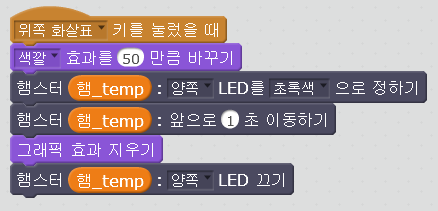 위쪽 화살표 키를 눌렀을 때
색깔 효과를 50 만큼 바꾸기
햄스터 햄_temp : 양쪽 LED를 초록색 으로 정하기
햄스터 햄_temp : 앞으로 1 초 이동하기
그래픽 효과 지우기
햄스터 햄_temp : 양쪽 LED 끄기